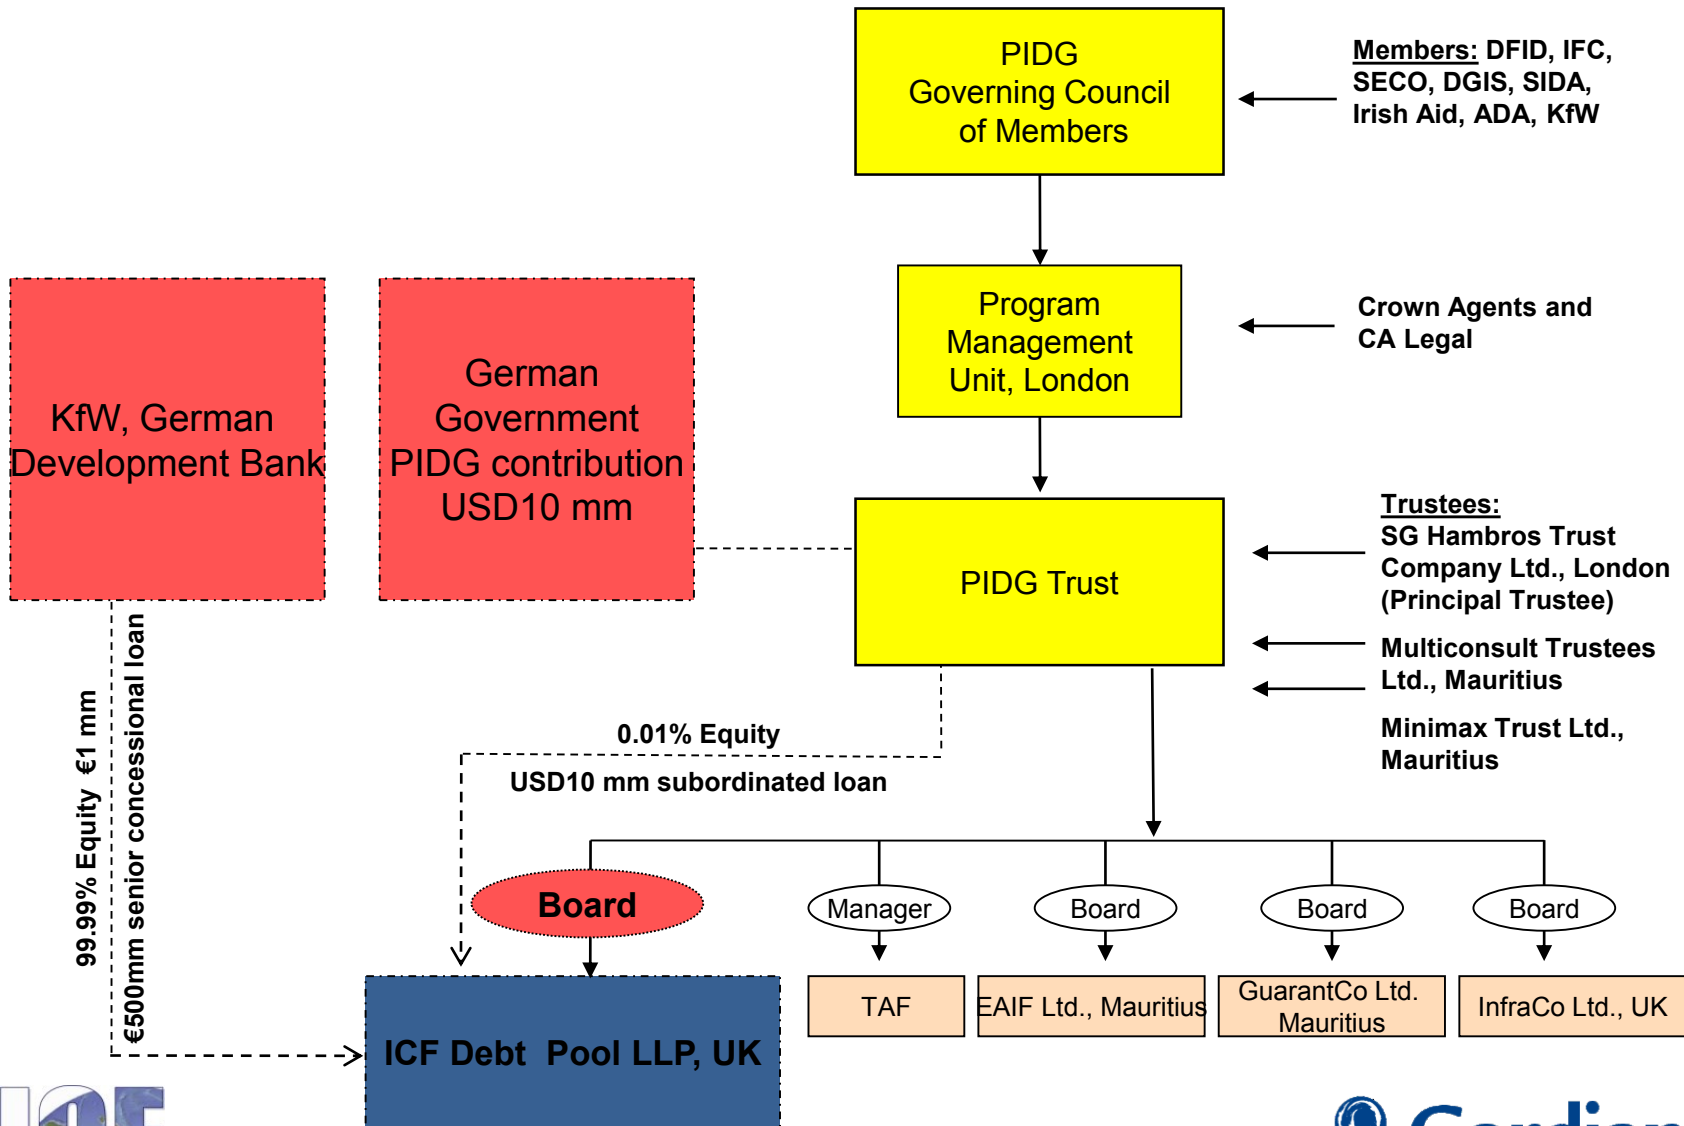 PIDG
Governing Council
of Members
Members: DFID, IFC,
SECO, DGIS, SIDA,
Irish Aid, ADA, KfW
Program
Management
Unit, London
Crown Agents and
CA Legal
KfW, German
Development Bank
German
Government
PIDG contribution
USD10 mm
PIDG Trust
Trustees:
SG Hambros Trust
Company Ltd., London
(Principal Trustee)
Multiconsult Trustees
Ltd., Mauritius
Minimax Trust Ltd.,
Mauritius
99.99% Equity €1 mm
€500mm senior concessional loan
0.01% Equity
USD10 mm subordinated loan
Board
Manager
Board
Board
Board
ICF Debt Pool LLP, UK
TAF
EAIF Ltd., Mauritius
GuarantCo Ltd.
Mauritius
InfraCo Ltd., UK